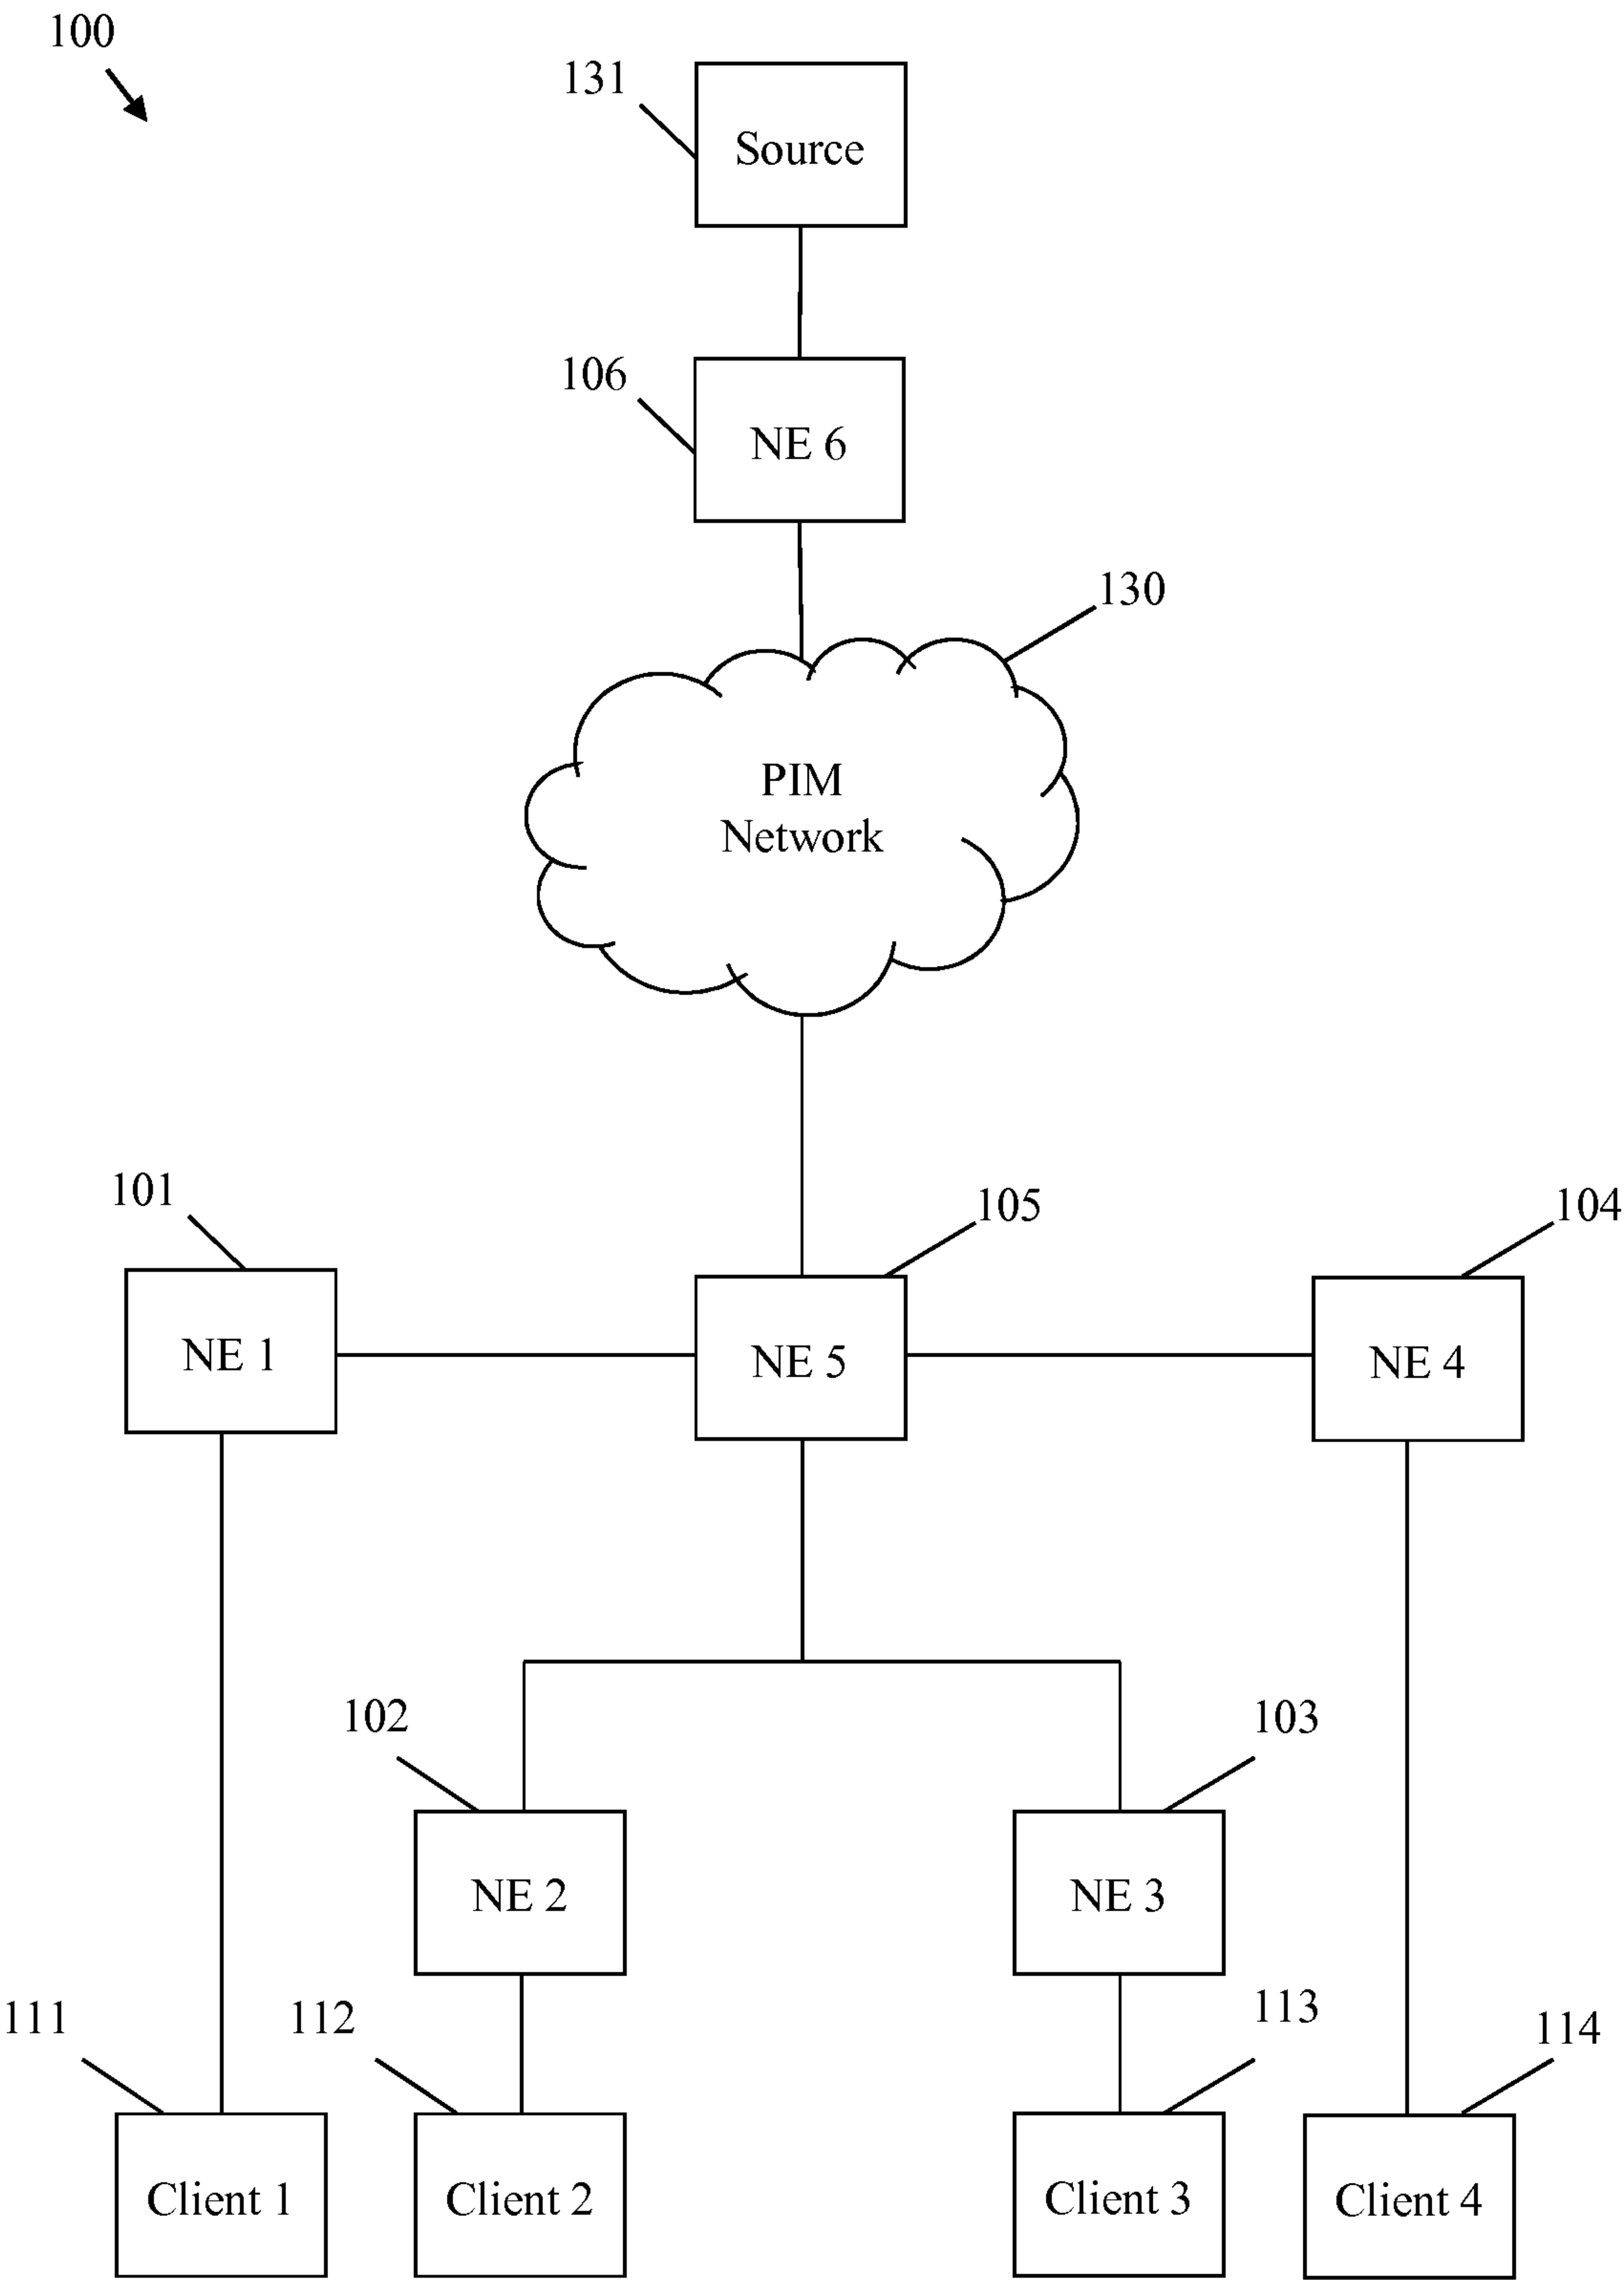 100
131
Source
106
NE 6
130
PIM
Network
101
105
104
NE 1
NE 5
NE 4
102
103
NE 2
NE 3
111
112
113
114
Client 1
Client 2
Client 3
Client 4